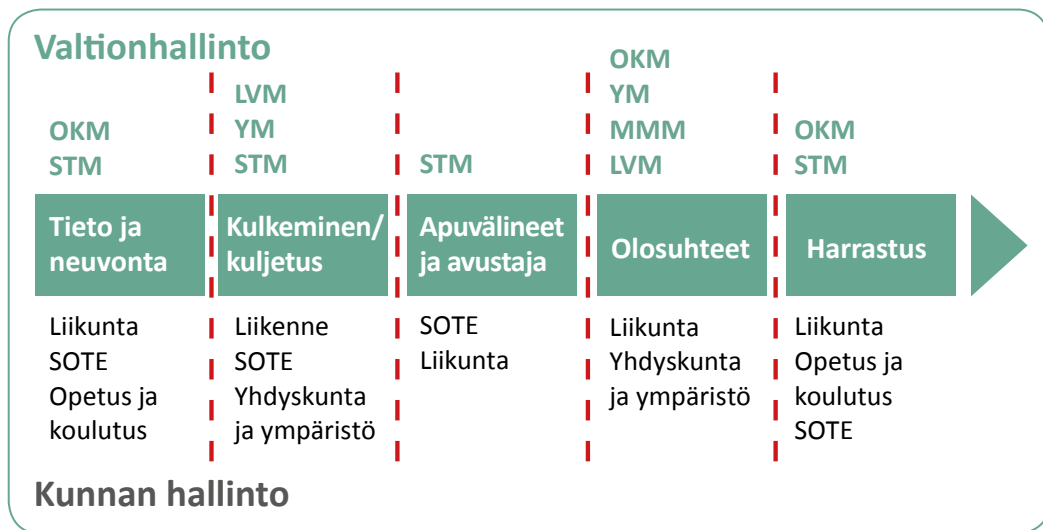 Valtionhallinto
OKM
STM
LVM
YM
STM
STM
OKM
YM
MMM
LVM
OKM
STM
Tieto ja
neuvonta
Kulkeminen/
kuljetus
Apuvälineet
ja avustaja
Olosuhteet
Harrastus
Liikunta
SOTE
Opetus ja
koulutus
Liikenne
SOTE
Yhdyskunta
ja ympäristö
SOTE
Liikunta
Liikunta
Yhdyskunta
ja ympäristö
Liikunta
Opetus ja
koulutus
SOTE
Kunnan hallinto